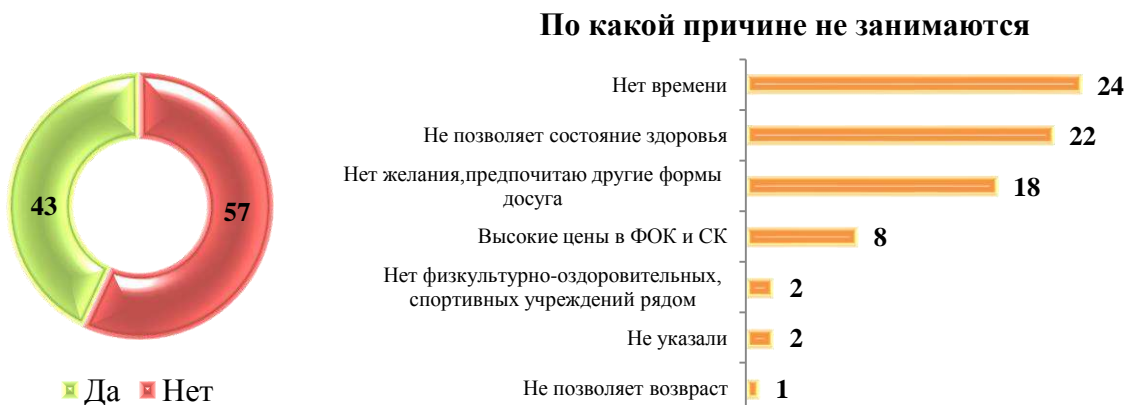 По какой причине не занимаются
43
57
Да Нет
Нет времени
24
Не позволяет состояние здоровья
22
Нет желания,предпочитаю другие формы
досуга
18
Высокие цены в ФОК и СК
8
Нет физкультурно-оздоровительных,
спортивных учреждений рядом
2
Не указали
2
Не позволяет возвраст
1